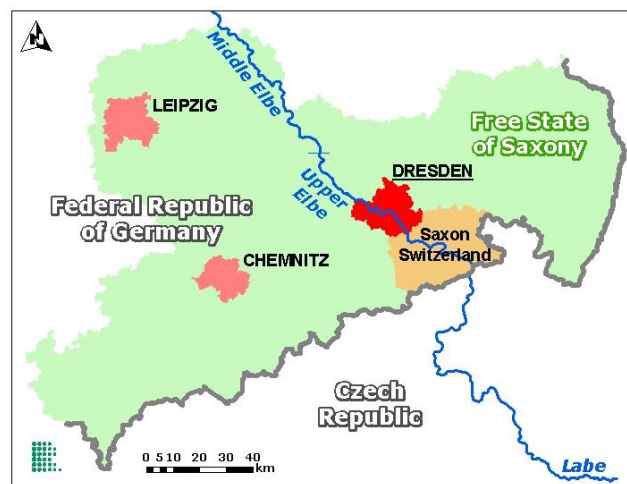 N
Middle Elbe
LEIPZIG
Free State
of Saxony
DRESDEN
Upper
Elbe
Federal Republic
of Germany
Saxon
Switzerland
CHEMNITZ
Czech
Republic
0 5 10 20 30 40
km
Labe